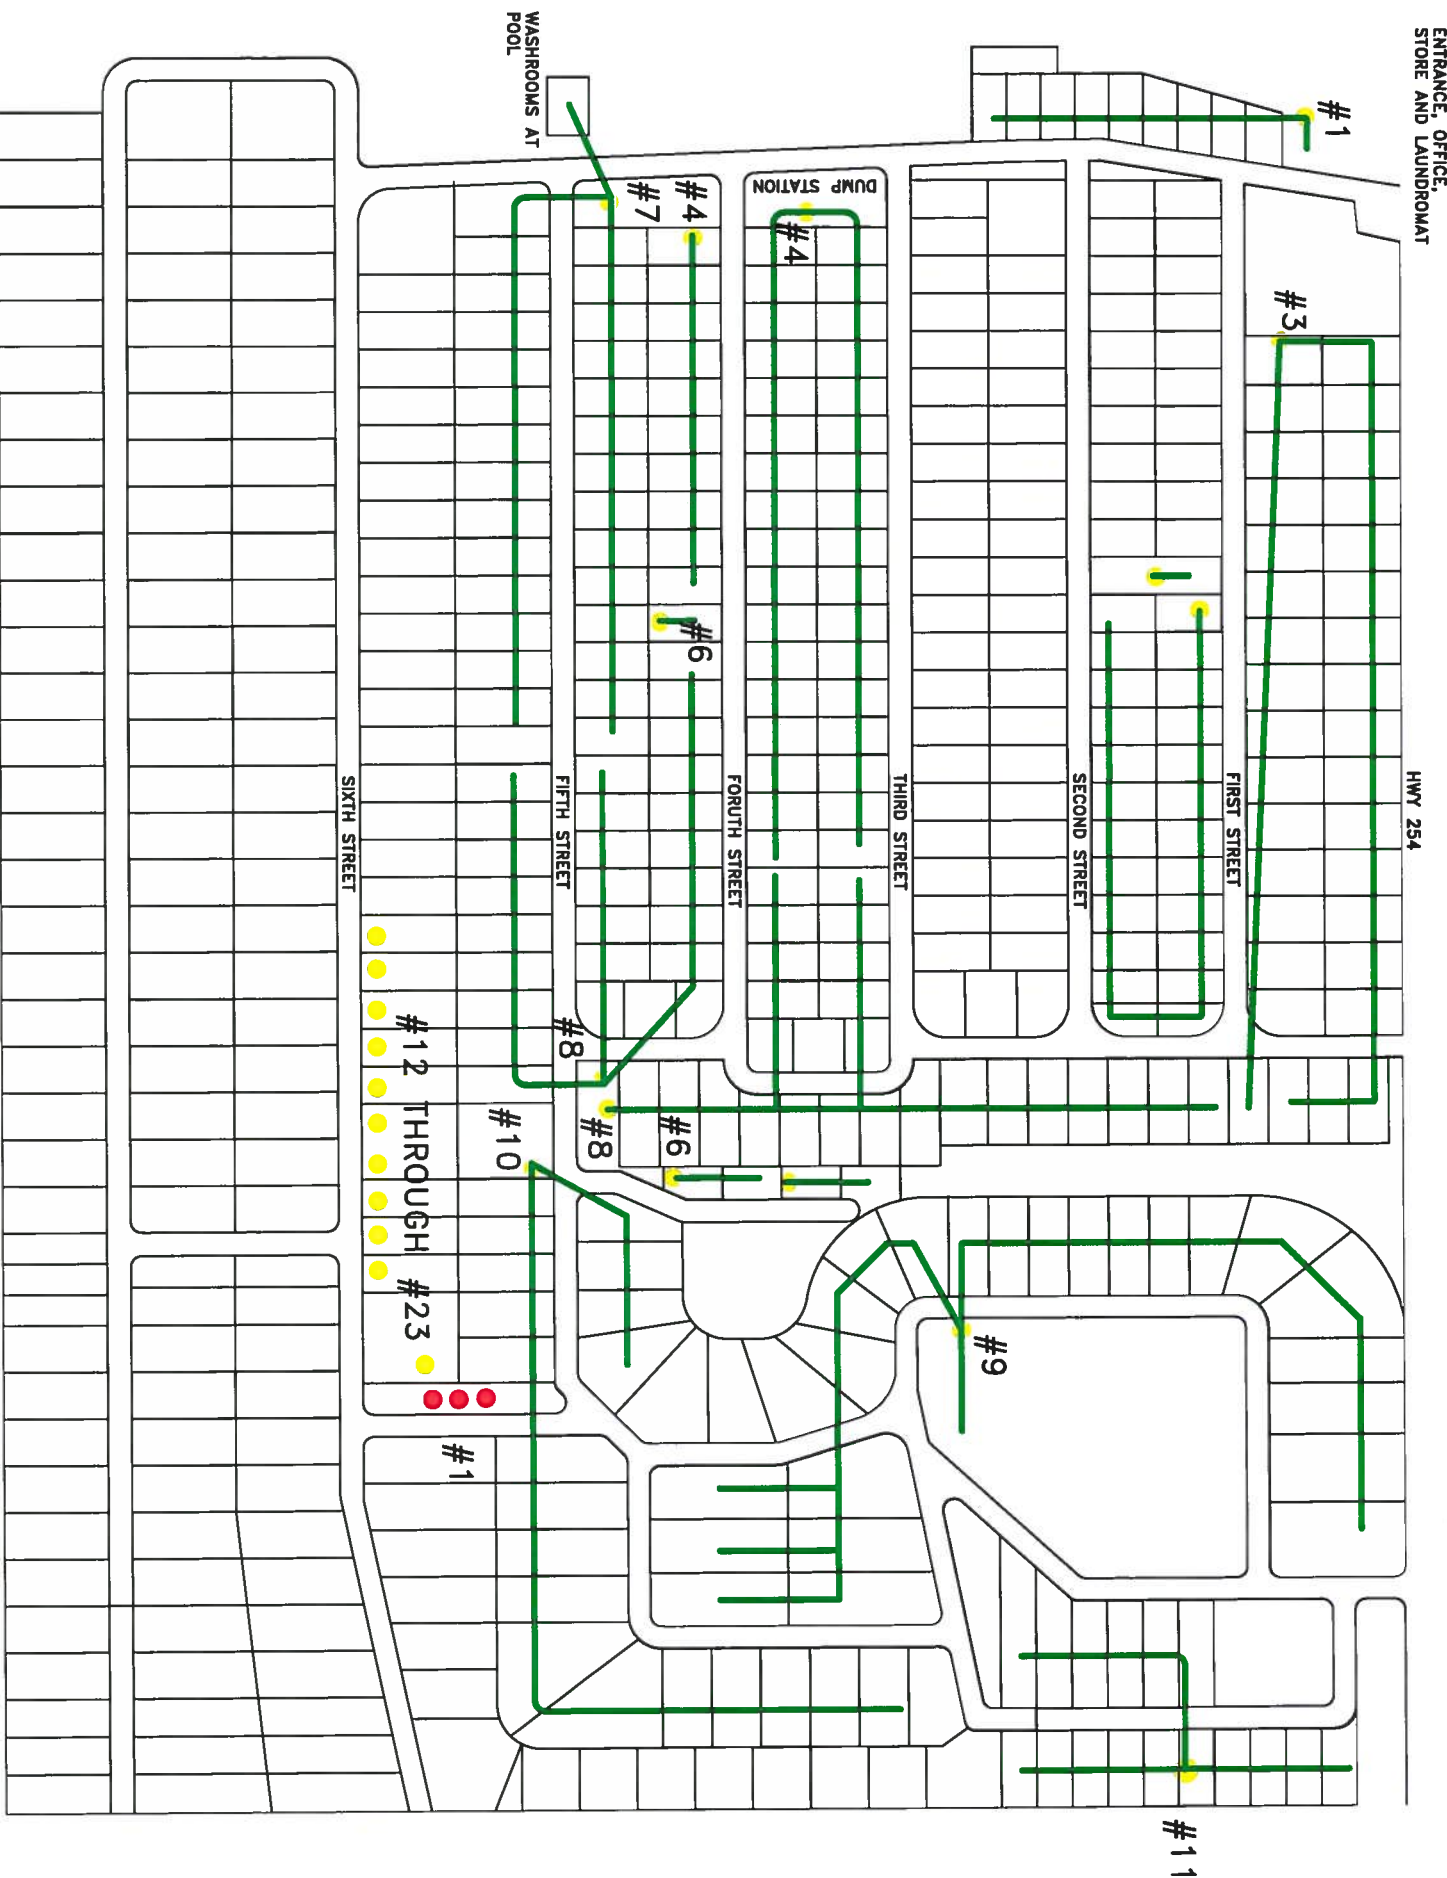 ENTRANCE, OFFICE,
STORE AND LAUNDROMAT
#1
#3
HWY 254
FIRST STREET
SECOND STREET
THIRD STREET
DUMP STATION
#4
FORUTH STREET
#4
#7
#6
WASHROOMS AT
POOL
FIFTH STREET
SIXTH STREET
#8
#8
#6
#10
#9
#12 THROUGH #23
#1
#11